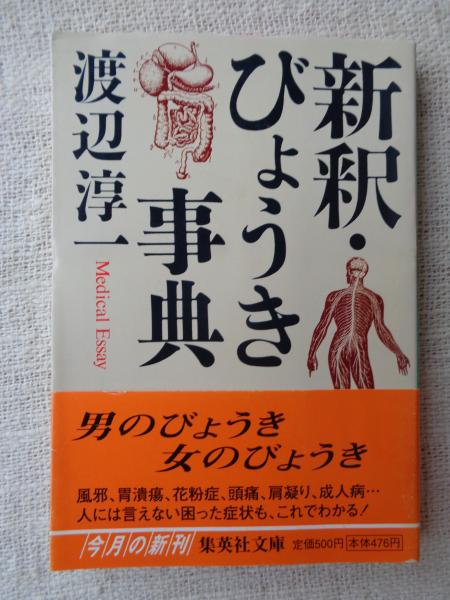 新釈・
びょうき
事典
渡辺淳一
Medical Essay
男のびょうき
女のびょうき
風邪、胃潰瘍、花粉症、頭痛、肩凝り、成人病…
人には言えない困った症状も、これでわかる!
今月の新刊 集英社文庫 定価500円 本体476円